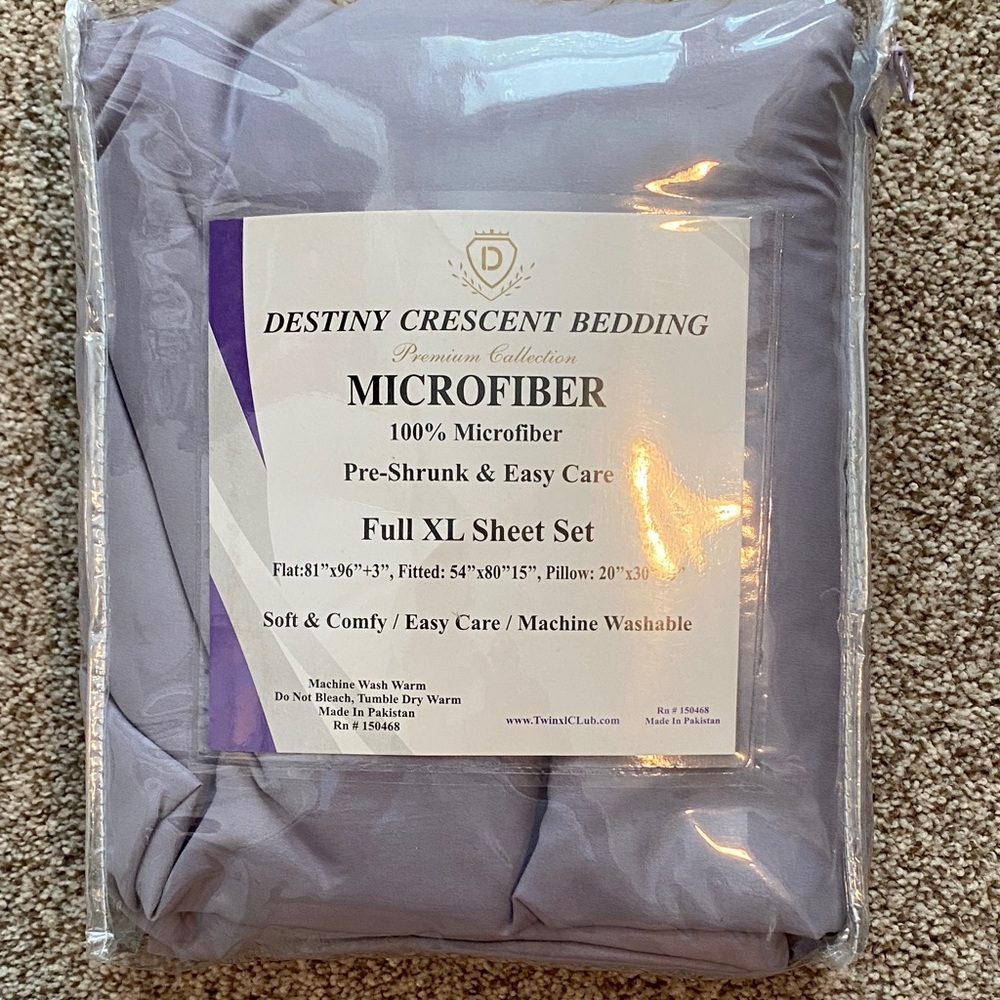 D
DESTINY CRESCENT BEDDING
Premium Callection
MICROFIBER
100% Microfiber
Pre-Shrunk & Easy Care
Full XL Sheet Set
Flat:81”x96”+3”, Fitted: 54”x80”15”, Pillow: 20”x30
Soft & Comfy / Easy Care / Machine Washable
Machine Wash Warm
Do Not Bleach, Tumble Dry Warm
Made In Pakistan
Rn # 150468
www.TwinxlCLub.com
Rn # 150468
Made In Pakistan